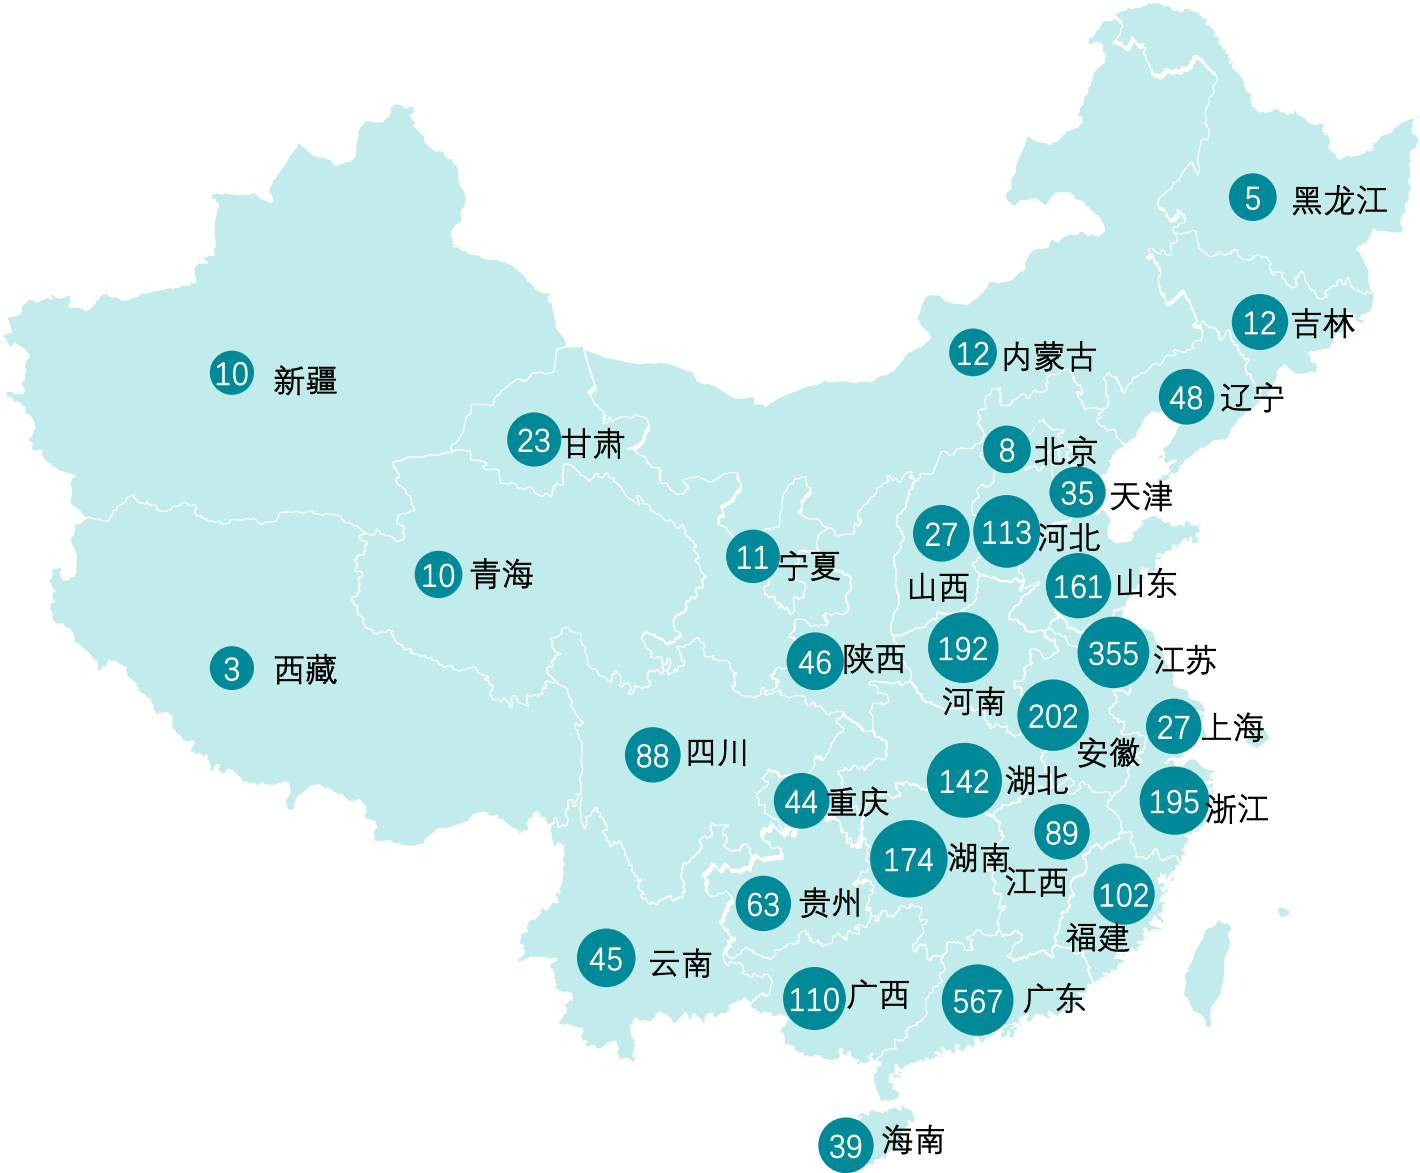 5 黑龙江
12 吉林
12 内蒙古
10 新疆
48 辽宁
23 甘肃
8 北京
35 天津
27
山西
113 河北
11 宁夏
10 青海
161 山东
192
河南
355 江苏
46 陕西
3 西藏
202
安徽
27 上海
88 四川
142 湖北
44 重庆
195 浙江
89
江西
174 湖南
102
福建
63 贵州
45 云南
110 广西
567 广东
39 海南